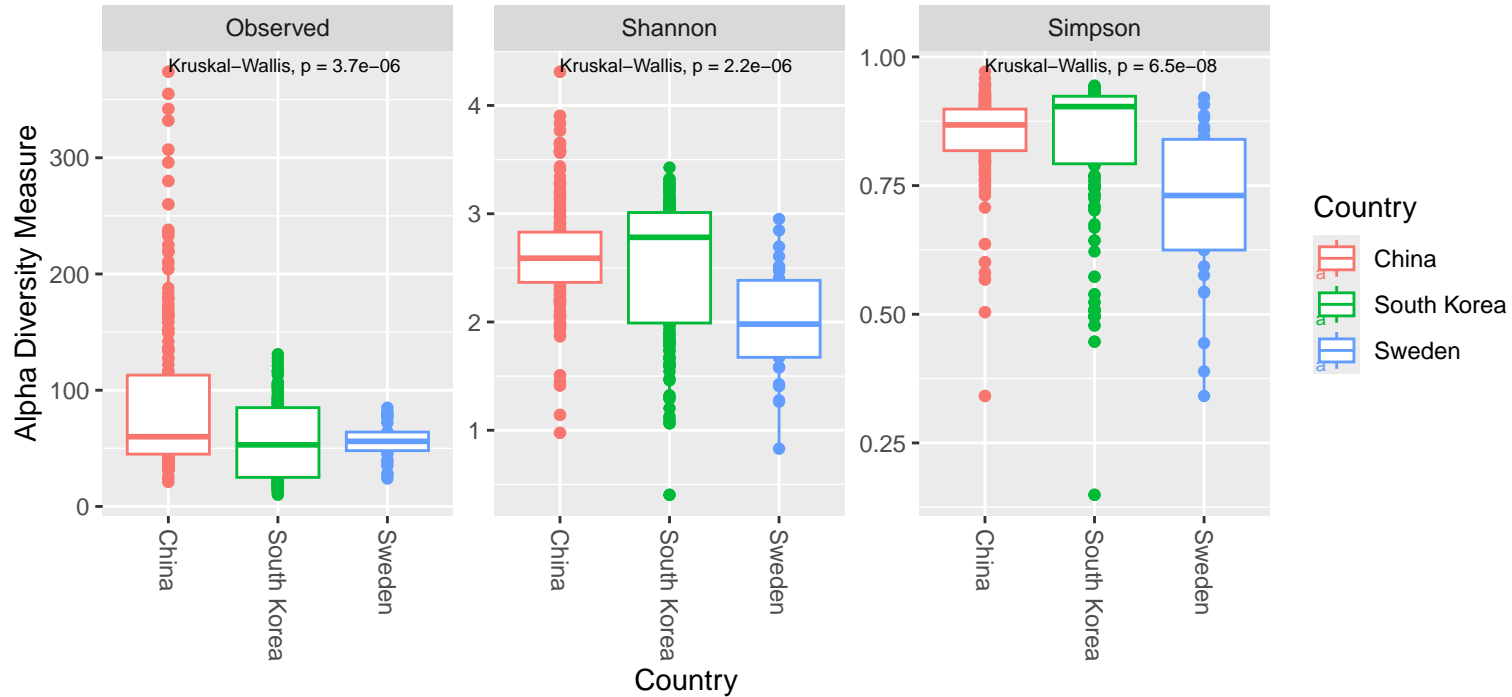 Observed
Shannon
Simpson
Kruskal−Wallis, p = 3.7e−06
Kruskal−Wallis, p = 2.2e−06
Kruskal−Wallis, p = 6.5e−08
Alpha Diversity Measure
300
200
100
0
4
3
2
1
1.00
0.75
0.50
0.25
China
South Korea
Sweden
China
South Korea
Sweden
China
South Korea
Sweden
Country
Country
a China
a South Korea
a Sweden